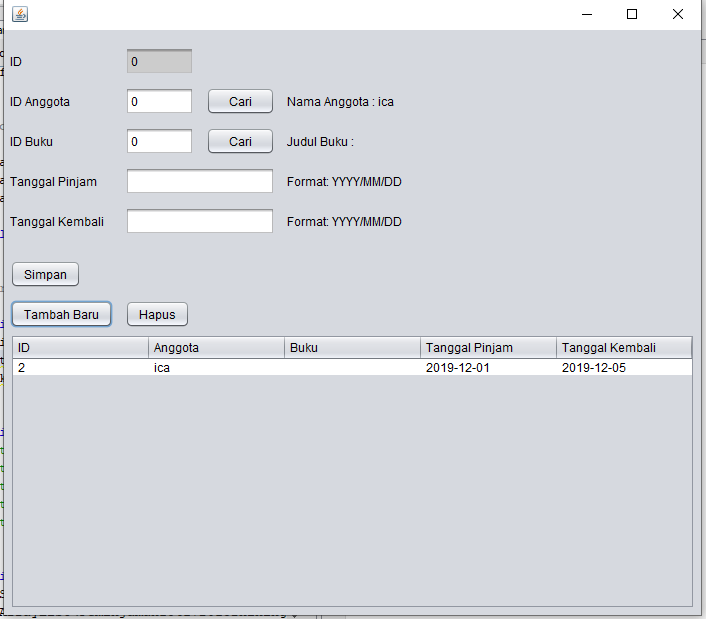 ID 0
ID Anggota 0 Cari Nama Anggota : ica
ID Buku 0 Cari Judul Buku :
Tanggal Pinjam Format: YYYY/MM/DD
Tanggal Kembali Format: YYYY/MM/DD
Simpan
Tambah Baru Hapus
ID Anggota Buku Tanggal Pinjam Tanggal Kembali
2 ica 2019-12-01 2019-12-05